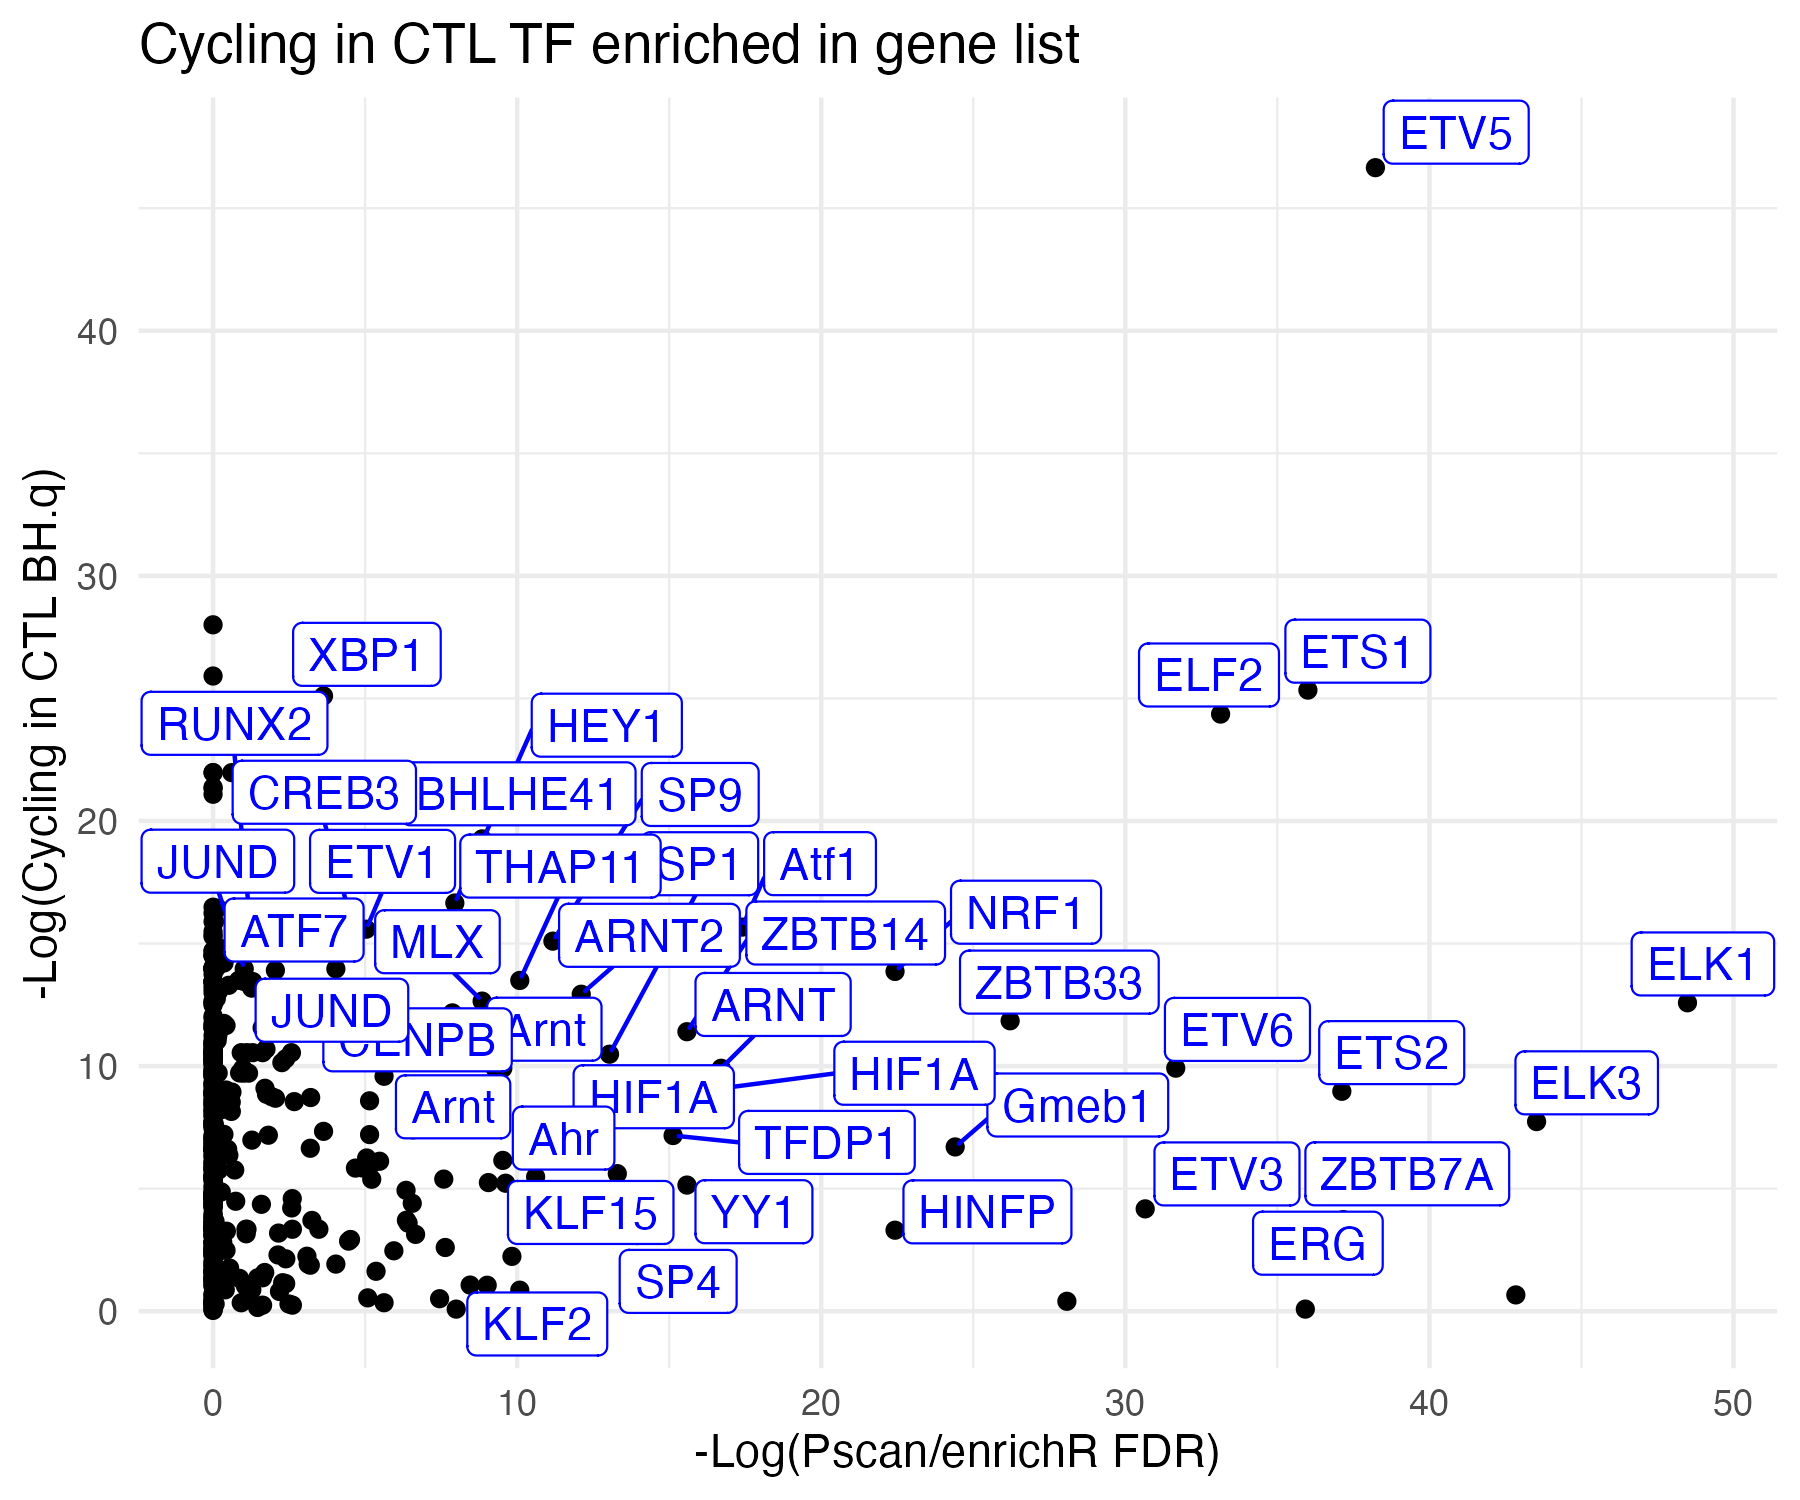 Cycling in CTL TF enriched in gene list
ETV5
40
30
XBP1
ETS1
ELF2
RUNX2
HEY1
CREB3
BHLHE41
SP9
20
JUND
ETV1
THAP11
SP1
Atf1
ATF7
MLX
ARNT2
ZBTB14
NRF1
ELK1
ZBTB33
JUND
ARNT
CENPB
Arnt
ETV6
ETS2
10
HIF1A
HIF1A
ELK3
Arnt
Gmeb1
Ahr
TFDP1
ETV3
ZBTB7A
KLF15
YY1
HINFP
ERG
SP4
0
KLF2
0 10 20 30 40 50
-Log(Pscan/enrichR FDR)
-Log(Cycling in CTL BH.q)